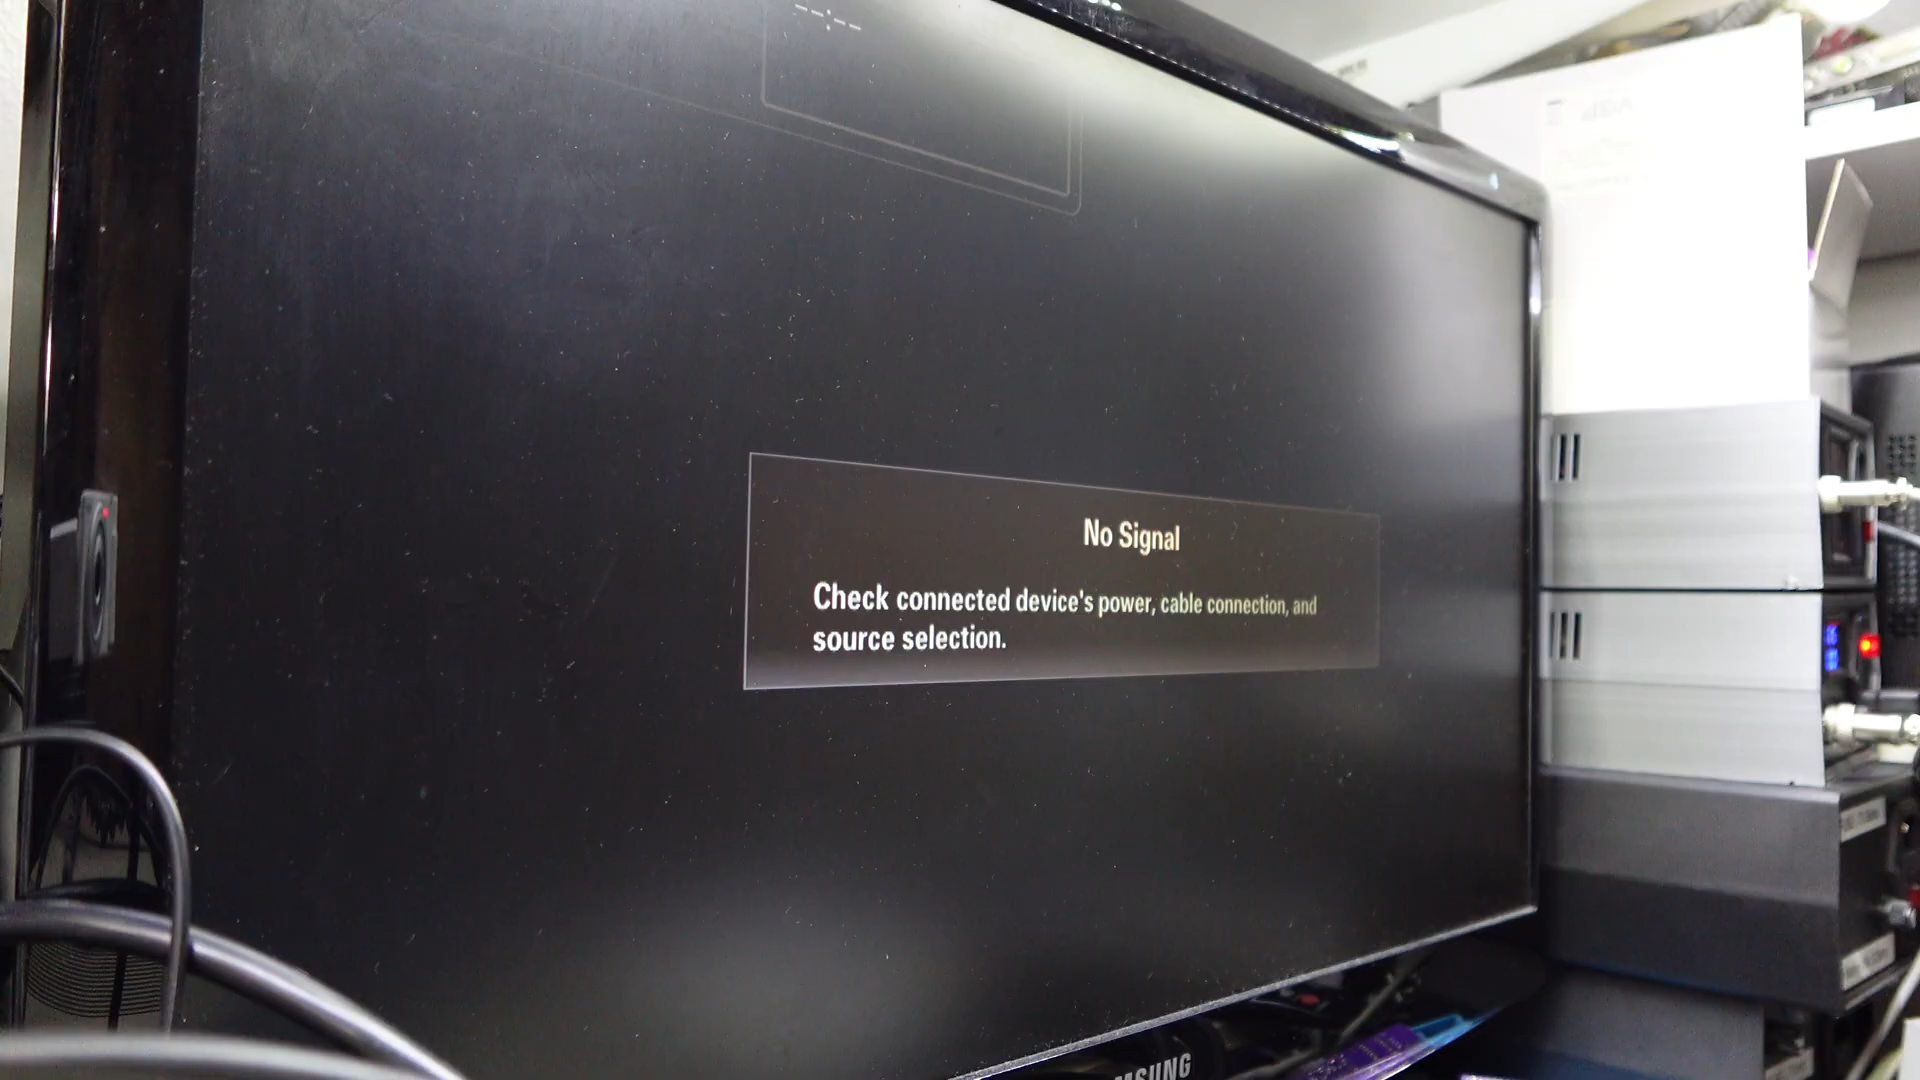 --:--
No Signal
Check connected device's power, cable connection, and
source selection.